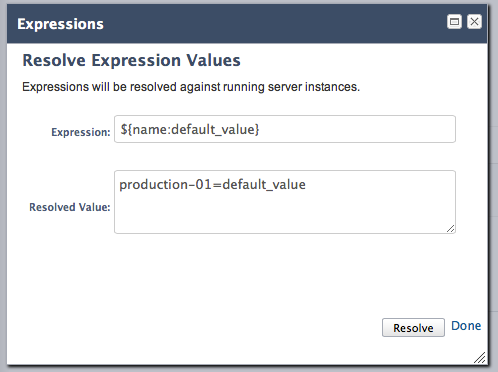 Expressions
Resolve Expression Values
Expressions will be resolved against running server instances.
Expression: ${name:default_value}
Resolved Value: production-01=default_value
Resolve Done